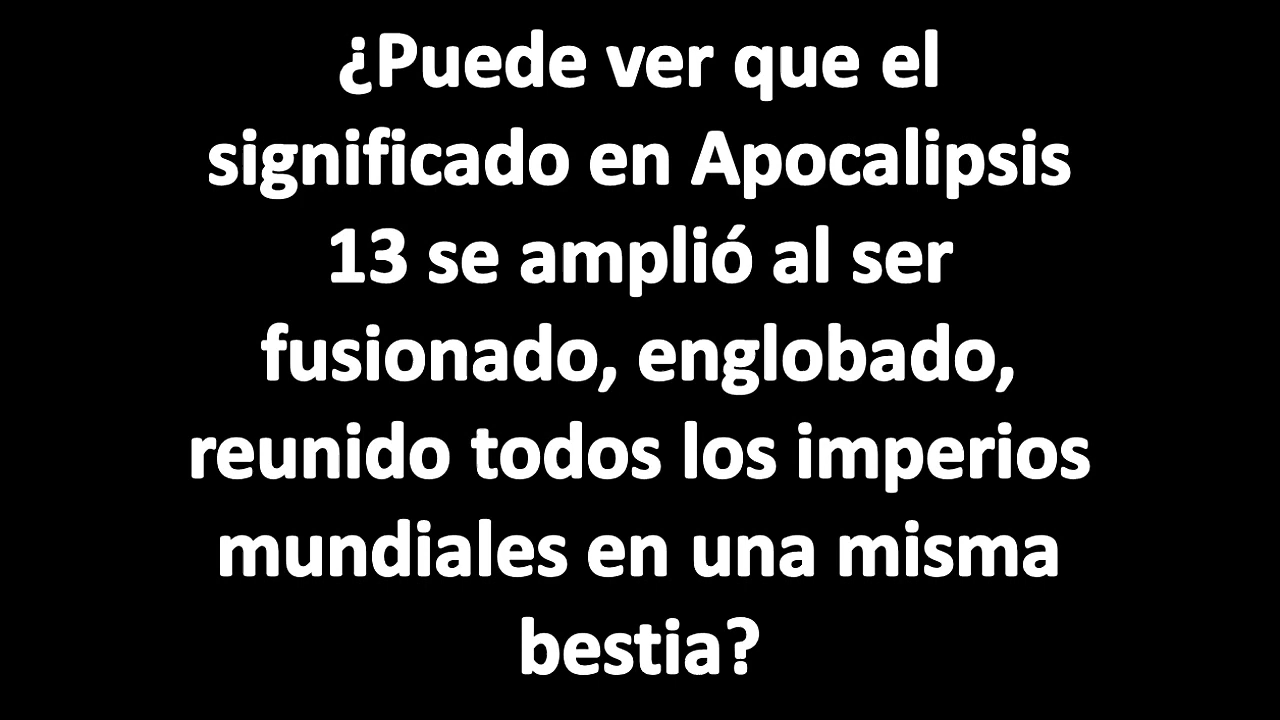 ¿Puede ver que el
significado en Apocalipsis
13 se amplió al ser
fusionado, englobado,
reunido todos los imperios
mundiales en una misma
bestia?